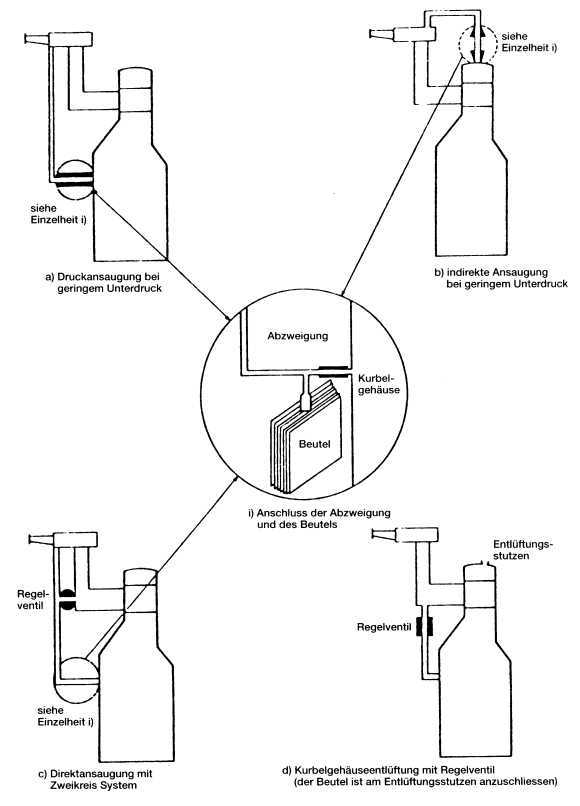 siehe
Einzelheit i)
a) Druckansaugung bei
geringem Unterdruck
siehe
Einzelheit i)
b) indirekte Ansaugung
bei geringem Unterdruck
Abzweigung
Kurbel-
gehäuse
Beutel
i) Anschluss der Abzweigung
und des Beutels
Regel-
ventil
siehe
Einzelheit i)
c) Direktansaugung mit
Zweikreis System
Entlüftungs-
stutzen
Regelventil
d) Kurbelgehäuseentlüftung mit Regelventil
(der Beutel ist am Entlüftungsstutzen anzuschliessen)